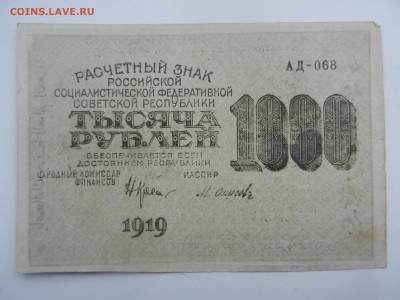 COINS.LAVE.RU
РАСЧЕТНЫЙ ЗНАК
РОССИЙСКОЙ
СОЦИАЛИСТИЧЕСКОЙ ФЕДЕРАТИВНОЙ
СОВЕТСКОЙ РЕСПУБЛИКИ
АД-068
ТЫСЯЧА
РУБЛЕЙ
1000
ОБЕСПЕЧИВАЕТСЯ ВСЕМ
ДОСТОЯНИЕМ РЕСПУБЛИКИ
НАРОДНЫЙ КОМИССАР
ФИНАНСОВ
КАССИР
1919